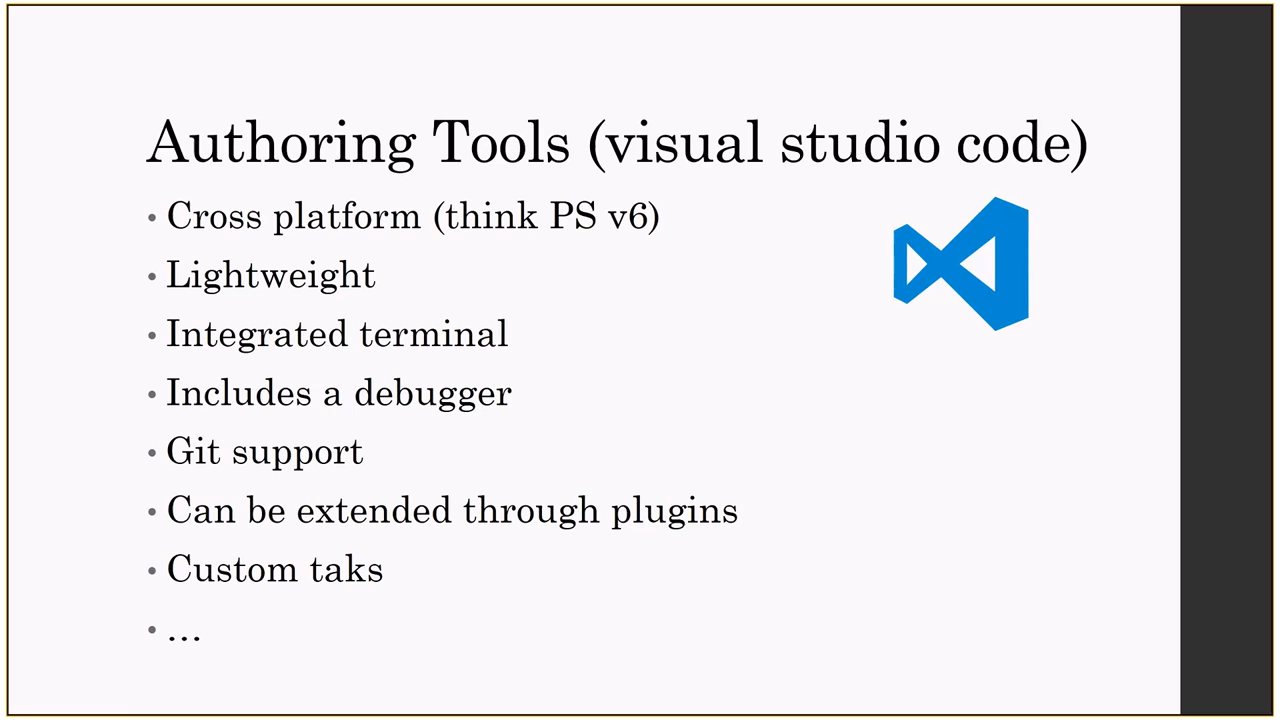 Authoring Tools (visual studio code)
• Cross platform (think PS v6)
• Lightweight
• Integrated terminal
• Includes a debugger
• Git support
• Can be extended through plugins
• Custom taks
• …